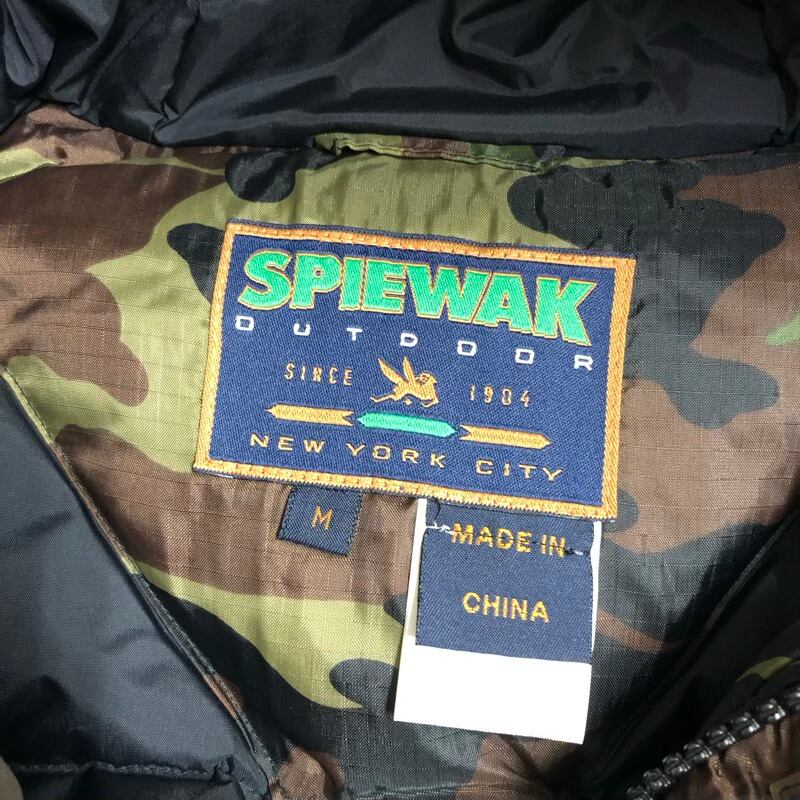 SPIEWAK
OUTDOOR
SINCE 1904
NEW YORK CITY
M
MADE IN
CHINA